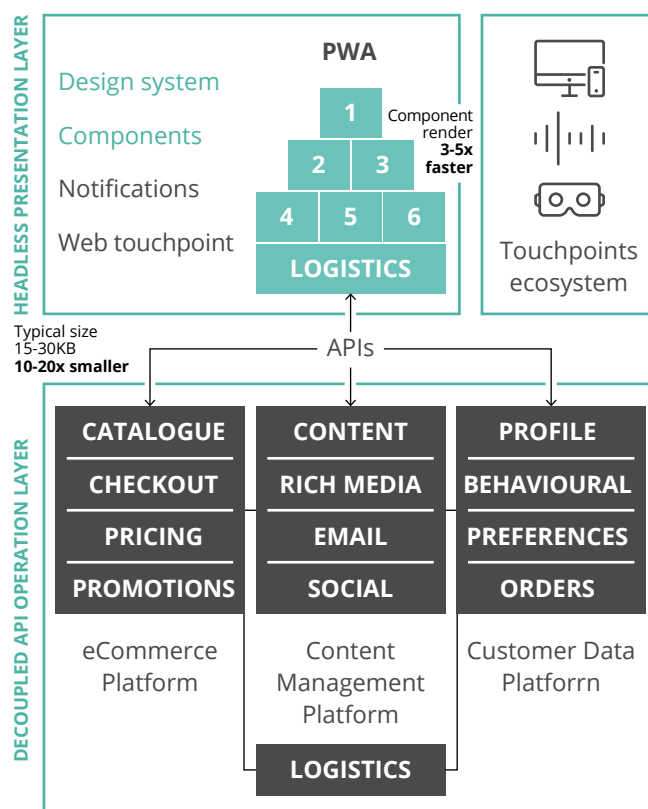 HEADLESS PRESENTATION LAYER
PWA
Design system
Components
Notifications
Web touchpoint
1
2 3
4 5 6
LOGISTICS
Component
render
3-5x
faster
Touchpoints
ecosystem
Typical size
15-30KB
10-20x smaller
APIs
DECOUPLED API OPERATION LAYER
CATALOGUE
CHECKOUT
PRICING
PROMOTIONS
eCommerce
Platform
CONTENT
RICH MEDIA
EMAIL
SOCIAL
Content
Management
Platform
PROFILE
BEHAVIOURAL
PREFERENCES
ORDERS
Customer Data
Platforrn
LOGISTICS